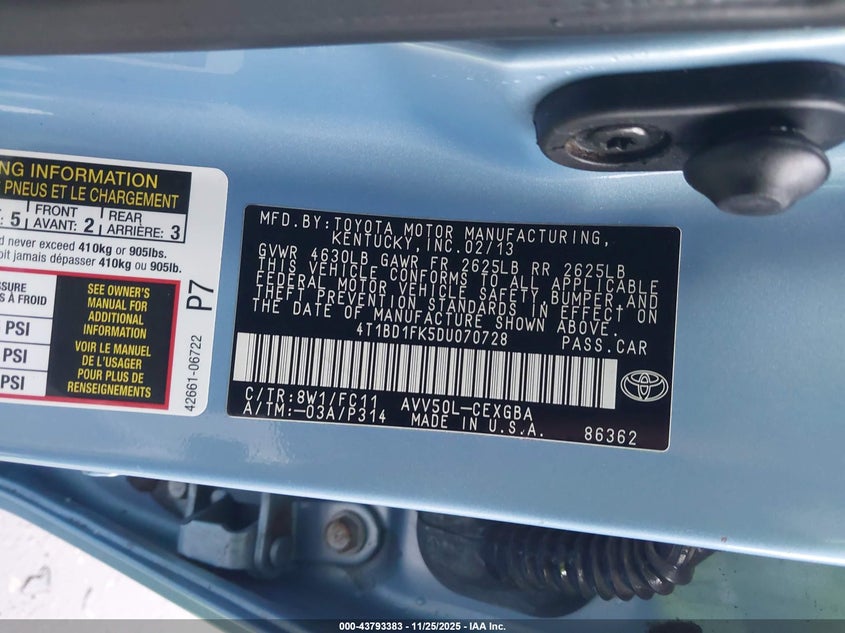 NG INFORMATION
PNEUS ET LE CHARGEMENT
5 FRONT AVANT: 2 REAR ARRIÈRE: 3
never exceed 410kg or 905lbs.
oit jamais dépasser 410kg ou 905LB.
SSURE
S À FROID
PSI
PSI
PSI
SEE OWNER'S
MANUAL FOR
ADDITIONAL
INFORMATION
VOIR LE MANUEL
DE L'USAGER
POUR PLUS DE
RENSEIGNEMENTS
P7
42661-06722
MFD.BY:TOYOTA MOTOR MANUFACTURING,
KENTUCKY,INC.02/13
GVWR 4630LB GAWR FR 2625LB RR 2625LB
THIS VEHICLE CONFORMS TO ALL APPLICABLE
FEDERAL MOTOR VEHICLE SAFETY,BUMPER,AND
THEFT PREVENTION STANDARDS IN EFFECT ON
THE DATE OF MANUFACTURE SHOWN ABOVE.
4T1BD1FK5DU070728 PASS.CAR
C/TR:8W1/FC11 AVV50L-CEXGBA
A/TM:-03A/P314 MADE IN U.S.A. 86362
000-43793383 - 11/25/2025 - IAA Inc.